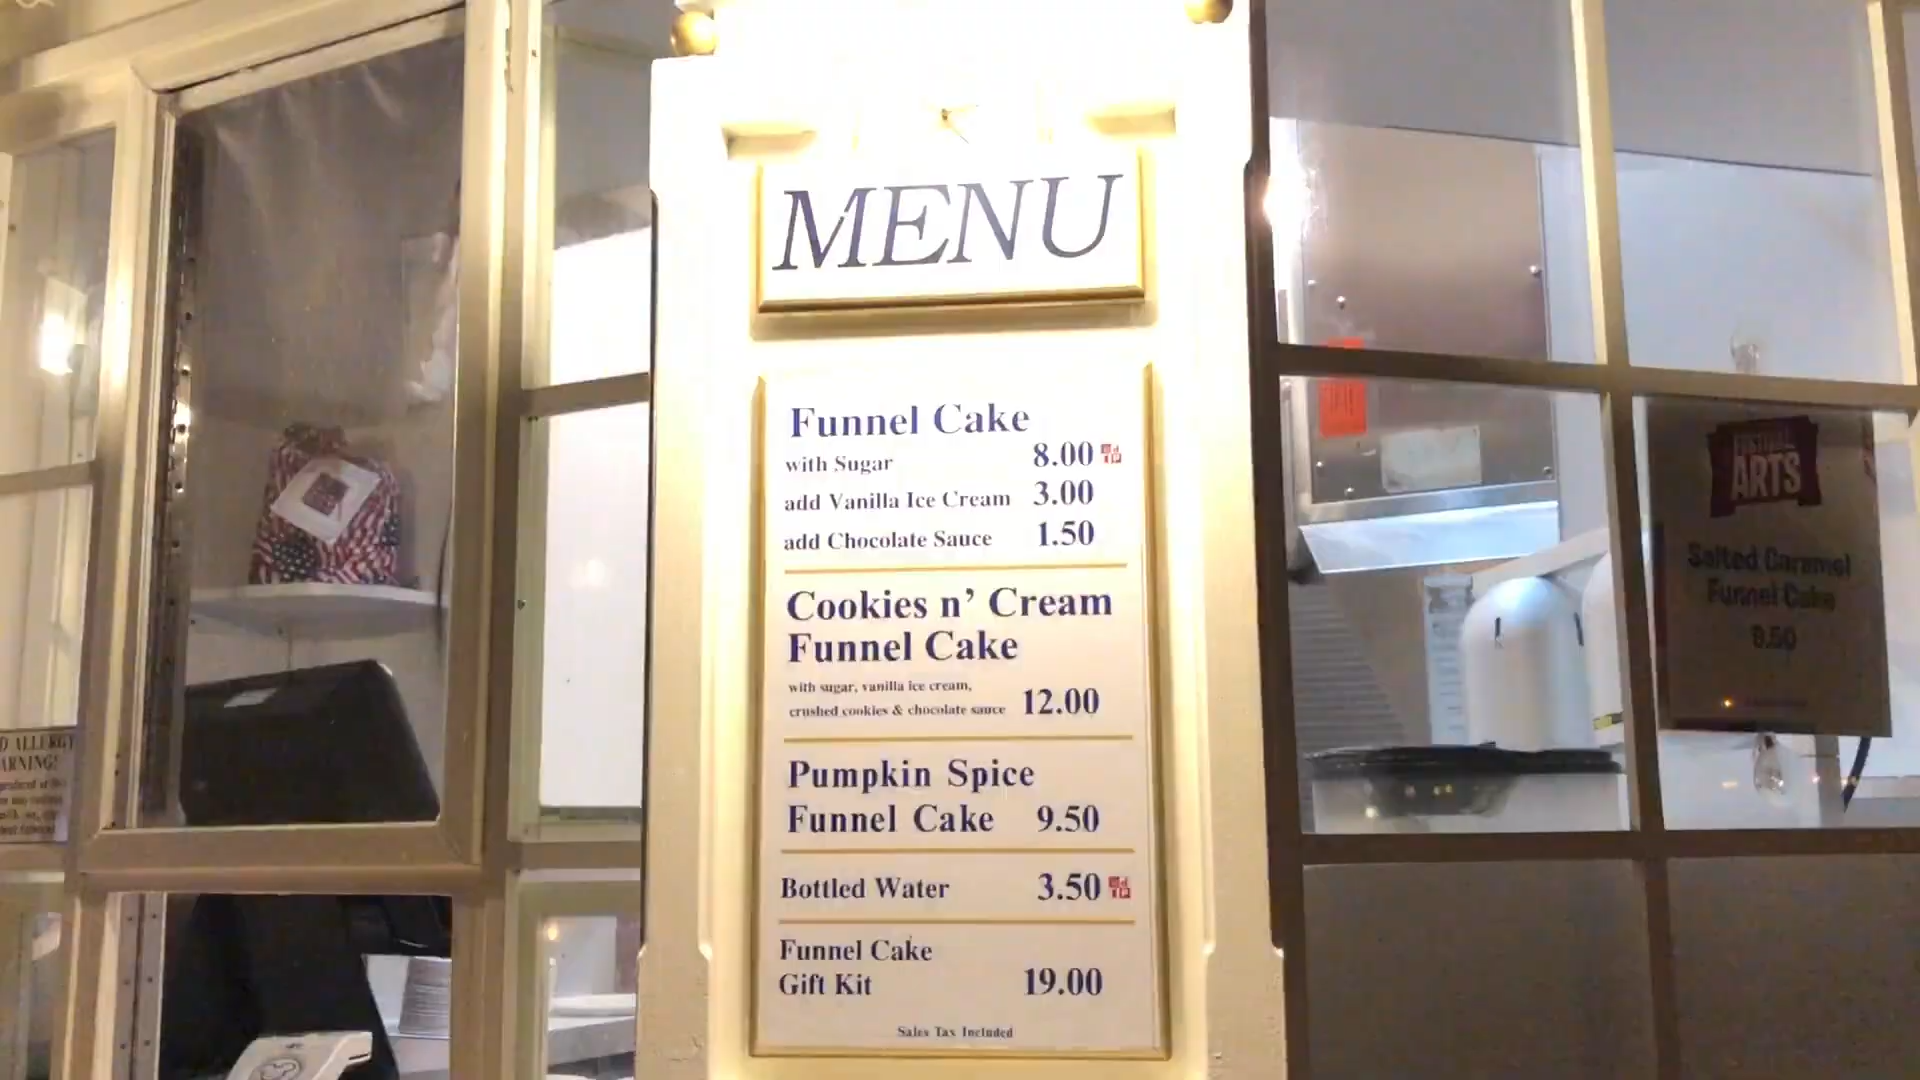 MENU
Funnel Cake
with Sugar 8.00
add Vanilla Ice Cream 3.00
add Chocolate Sauce 1.50
Cookies n' Cream
Funnel Cake
with sugar, vanilla ice cream,
crushed cookies & chocolate sauce 12.00
Pumpkin Spice
Funnel Cake 9.50
Bottled Water 3.50
Funnel Cake
Gift Kit 19.00
Sales Tax Included
FESTIVAL
ARTS
Salted Caramel
Funnel Cake
9.50
D ALLERGY
ARNING!